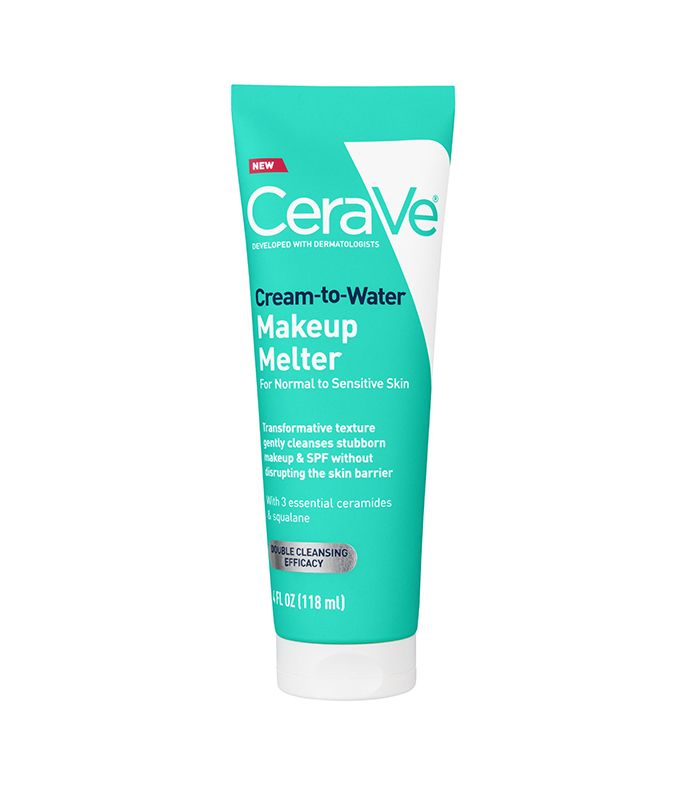 NEW
CeraVe®
DEVELOPED WITH DERMATOLOGISTS
Cream-to-Water
Makeup
Melter
For Normal to Sensitive Skin
Transformative texture
gently cleanses stubborn
makeup & SPF without
disrupting the skin barrier
With 3 essential ceramides
& squalane
DOUBLE CLEANSING
EFFICACY
4 FL OZ (118 ml)